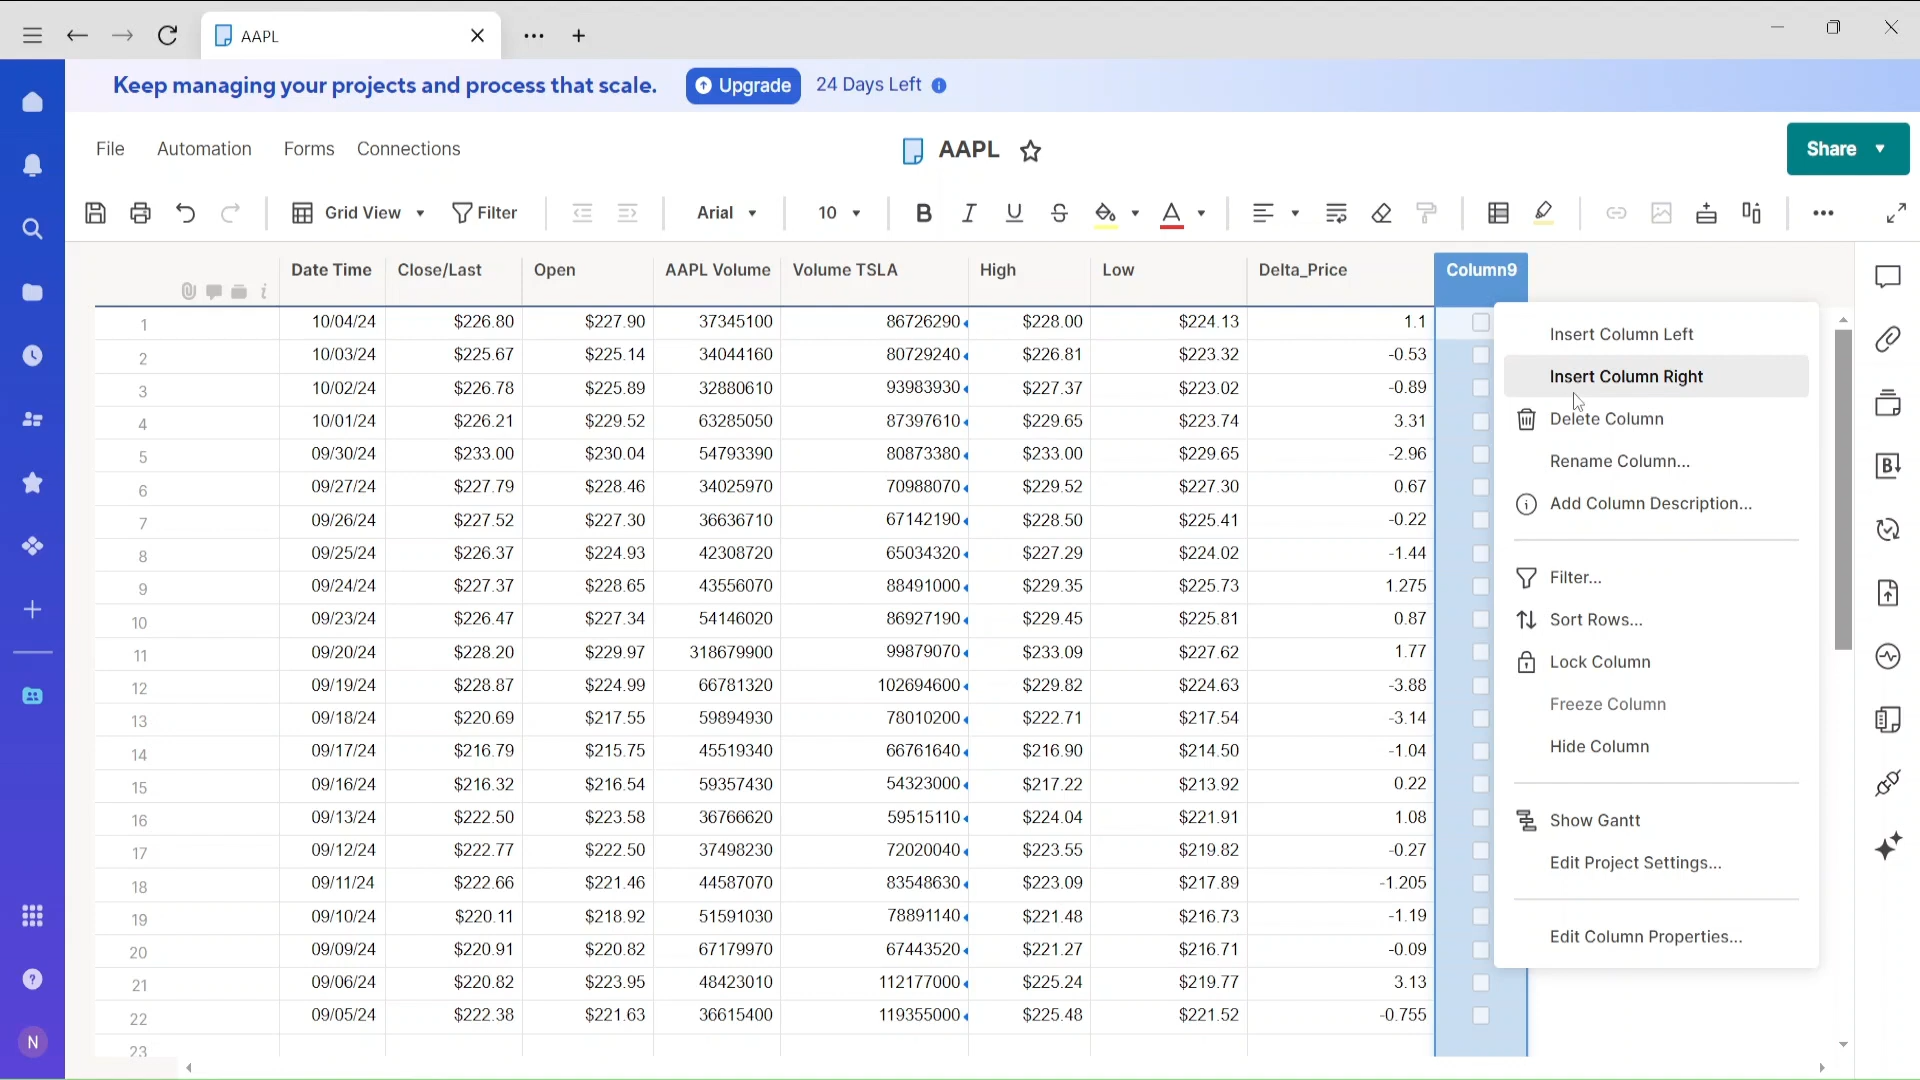 AAPL
Keep managing your projects and process that scale. Upgrade 24 Days Left
File Automation Forms Connections AAPL Share
Grid View Filter Arial 10 B I U S A
Date Time Close/Last Open AAPL Volume Volume TSLA High Low Delta_Price Column9
1 10/04/24 $226.80 $227.90 37345100 86726290 $228.00 $224.13 1.1
2 10/03/24 $225.67 $225.14 34044160 80729240 $226.81 $223.32 -0.53
3 10/02/24 $226.78 $225.89 32880610 93983930 $227.37 $223.02 -0.89
4 10/01/24 $226.21 $229.52 63285050 87397610 $229.65 $223.74 3.31
5 09/30/24 $233.00 $230.04 54793390 80873380 $233.00 $229.65 -2.96
6 09/27/24 $227.79 $228.46 34025970 70988070 $229.52 $227.30 0.67
7 09/26/24 $227.52 $227.30 36636710 67142190 $228.50 $225.41 -0.22
8 09/25/24 $226.37 $224.93 42308720 65034320 $227.29 $224.02 -1.44
9 09/24/24 $227.37 $228.65 43556070 88491000 $229.35 $225.73 1.275
10 09/23/24 $226.47 $227.34 54146020 86927190 $229.45 $225.81 0.87
11 09/20/24 $228.20 $229.97 318679900 99879070 $233.09 $227.62 1.77
12 09/19/24 $228.87 $224.99 66781320 102694600 $229.82 $224.63 -3.88
13 09/18/24 $220.69 $217.55 59894930 78010200 $222.71 $217.54 -3.14
14 09/17/24 $216.79 $215.75 45519340 66761640 $216.90 $214.50 -1.04
15 09/16/24 $216.32 $216.54 59357430 54323000 $217.22 $213.92 0.22
16 09/13/24 $222.50 $223.58 36766620 59515110 $224.04 $221.91 1.08
17 09/12/24 $222.77 $222.50 37498230 72020040 $223.55 $219.82 -0.27
18 09/11/24 $222.66 $221.46 44587070 83548630 $223.09 $217.89 -1.205
19 09/10/24 $220.11 $218.92 51591030 78891140 $221.48 $216.73 -1.19
20 09/09/24 $220.91 $220.82 67179970 67443520 $221.27 $216.71 -0.09
21 09/06/24 $220.82 $223.95 48423010 112177000 $225.24 $219.77 3.13
22 09/05/24 $222.38 $221.63 36615400 119355000 $225.48 $221.52 -0.755
23
Insert Column Left
Insert Column Right
Delete Column
Rename Column...
Add Column Description...
Filter...
Sort Rows...
Lock Column
Freeze Column
Hide Column
Show Gantt
Edit Project Settings...
Edit Column Properties...
N